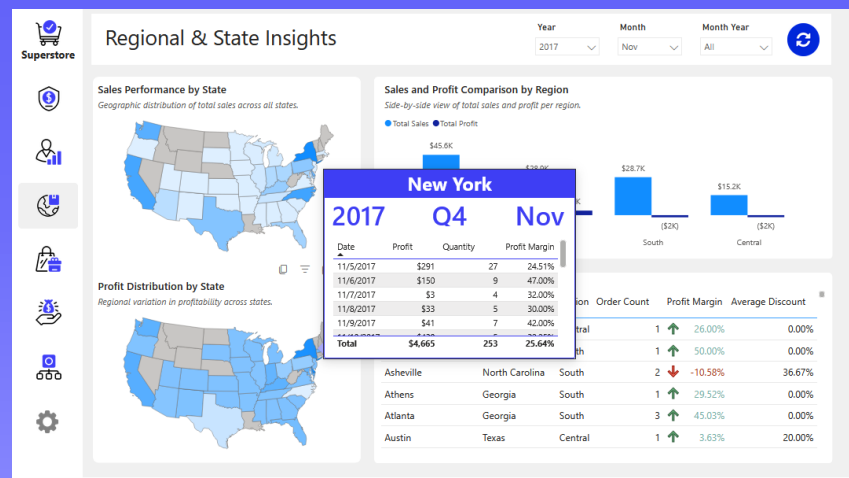 Superstore
Regional & State Insights
Year
Month
Month Year
2017
Nov
All
Sales Performance by State
Geographic distribution of total sales across all states.
Sales and Profit Comparison by Region
Side-by-side view of total sales and profit per region.
Total Sales Total Profit
$45.6K
$28.7K
$15.2K
($2K)
($2K)
South
Central
New York
2017 Q4 Nov
Date Profit Quantity Profit Margin
11/5/2017 $291 27 24.51%
11/6/2017 $150 9 47.00%
11/7/2017 $3 4 32.00%
11/8/2017 $33 5 30.00%
11/9/2017 $41 7 42.00%
Total $4,665 253 25.64%
Profit Distribution by State
Regional variation in profitability across states.
Order Count Profit Margin Average Discount
1 26.00% 0.00%
1 50.00% 0.00%
Asheville North Carolina South 2 -10.58% 36.67%
Athens Georgia South 1 29.52% 0.00%
Atlanta Georgia South 3 45.03% 0.00%
Austin Texas Central 1 3.63% 20.00%